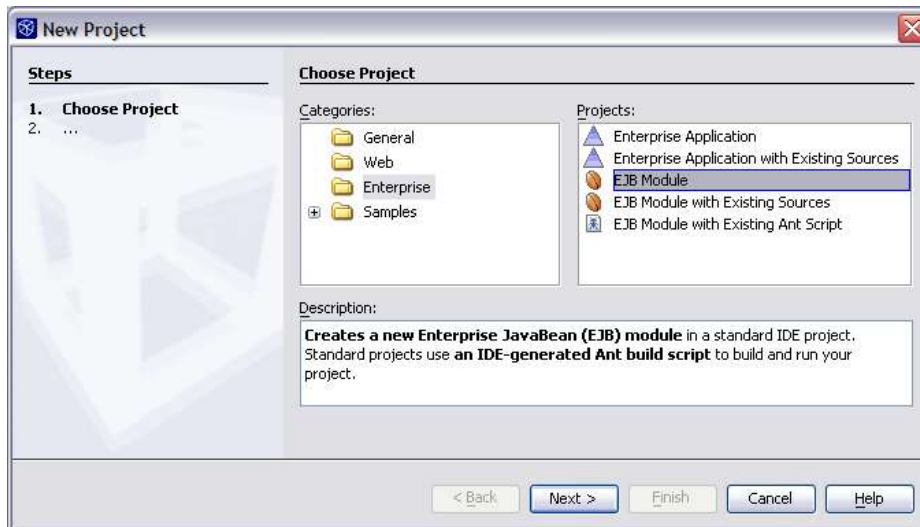 New Project
Steps
1. Choose Project
2. ...
Choose Project
Categories:
General
Web
Enterprise
Samples
Projects:
Enterprise Application
Enterprise Application with Existing Sources
EJB Module
EJB Module with Existing Sources
EJB Module with Existing Ant Script
Description:
Creates a new Enterprise JavaBean (EJB) module in a standard IDE project.
Standard projects use an IDE-generated Ant build script to build and run your
project.
< Back Next > Finish Cancel Help